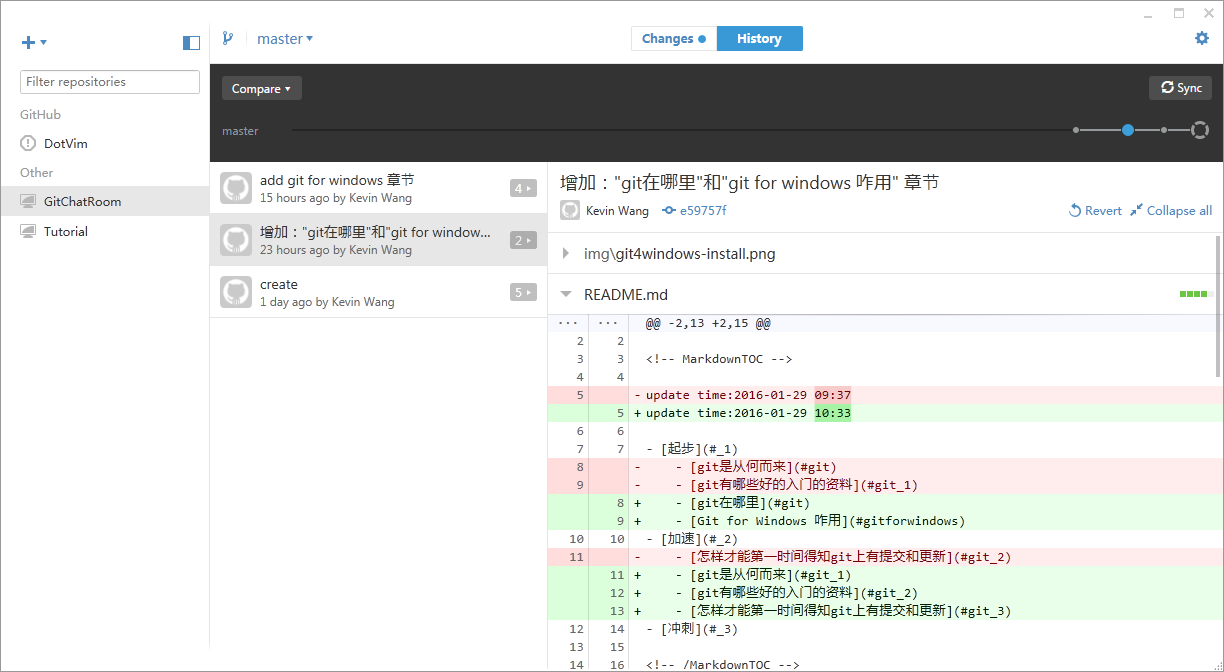 master
Changes
History
Filter repositories
GitHub
DotVim
Other
GitChatRoom
Tutorial
Compare
Sync
master
add git for windows 章节
15 hours ago by Kevin Wang
4
增加："git在哪里"和"git for window...
23 hours ago by Kevin Wang
2
create
1 day ago by Kevin Wang
5
增加："git在哪里"和"git for windows 咋用" 章节
Kevin Wang e59757f
Revert Collapse all
img\git4windows-install.png
README.md
... ... @@ -2,13 +2,15 @@
2 2
3 3 <!-- MarkdownTOC -->
4 4
5 - update time:2016-01-29 09:37
5 + update time:2016-01-29 10:33
6 6
7 7 - [起步](#_1)
8 - - [git是从何而来](#git)
9 - - [git有哪些好的入门的资料](#git_1)
8 + - [git在哪里](#git)
9 + - [Git for Windows 咋用](#gitforwindows)
10 10 - [加速](#_2)
11 - - [怎样才能第一时间得知git上有提交和更新](#git_2)
11 + - [git是从何而来](#git_1)
12 + - [git有哪些好的入门的资料](#git_2)
13 + - [怎样才能第一时间得知git上有提交和更新](#git_3)
12 14 - [冲刺](#_3)
13 15
14 16 <!-- /MarkdownTOC -->